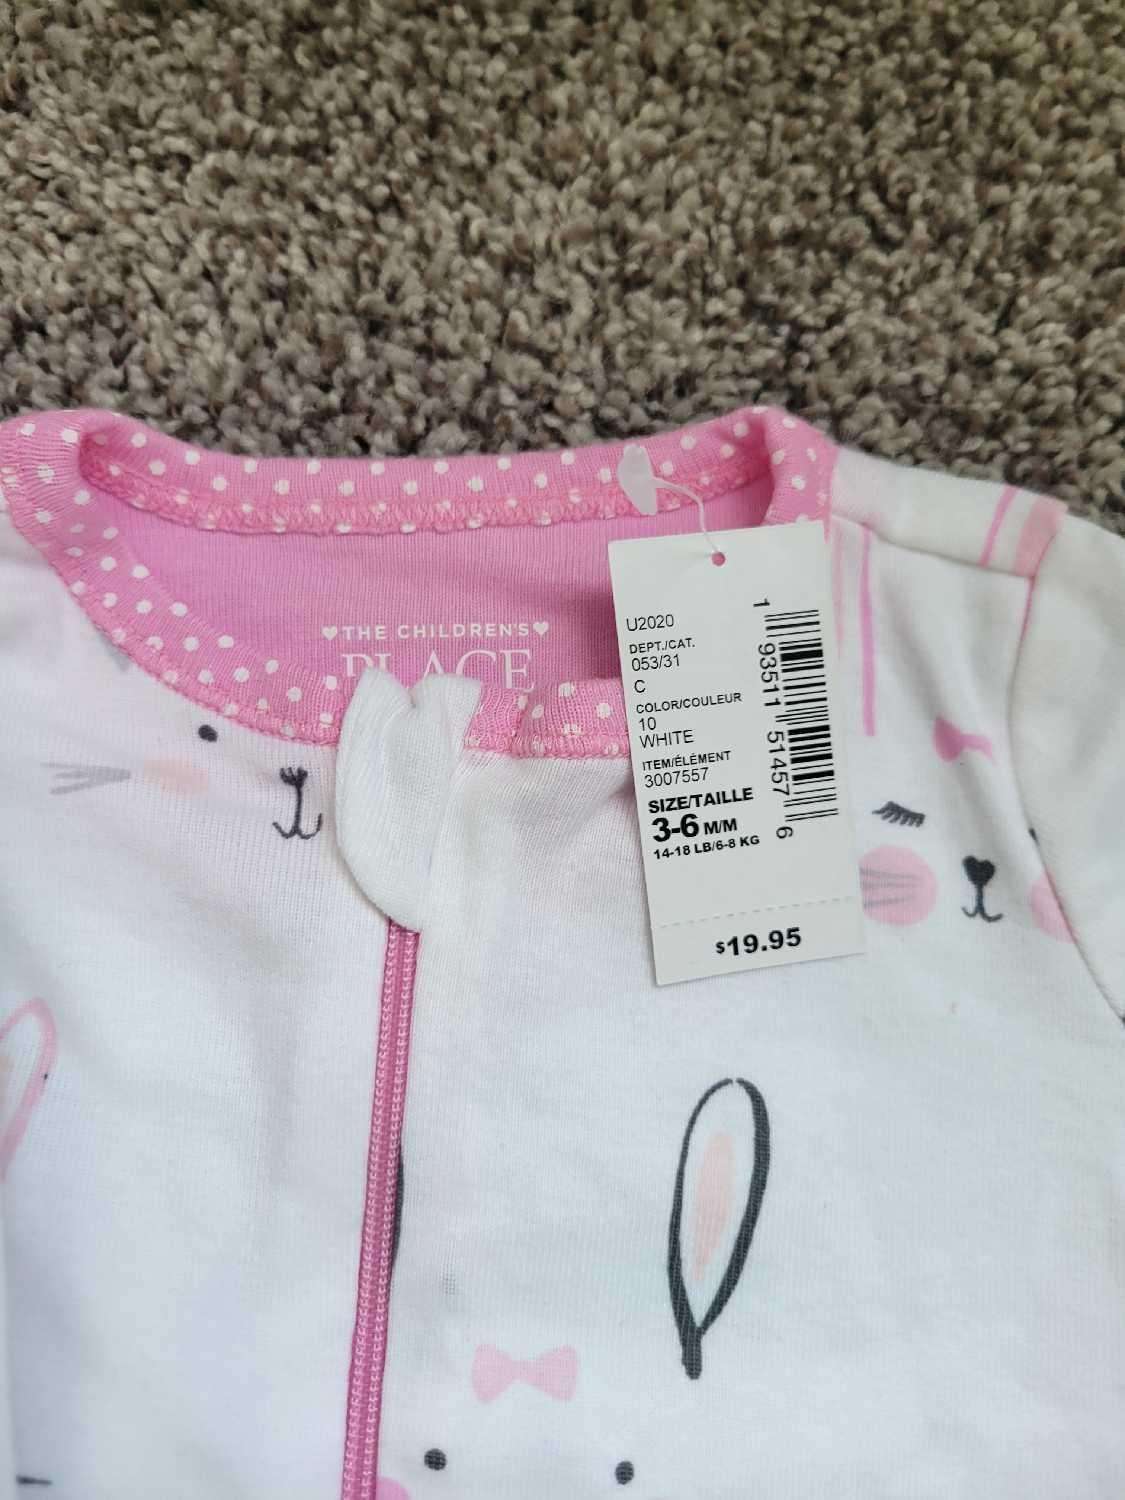 ♥THE CHILDREN'S♥
PLACE
U2020
DEPT./CAT.
053/31
C
COLOR/COULEUR
10
WHITE
ITEM/ÉLÉMENT
3007557
SIZE/TAILLE
3-6 M/M
14-18 LB/6-8 KG
1 93511 51457 6
$19.95